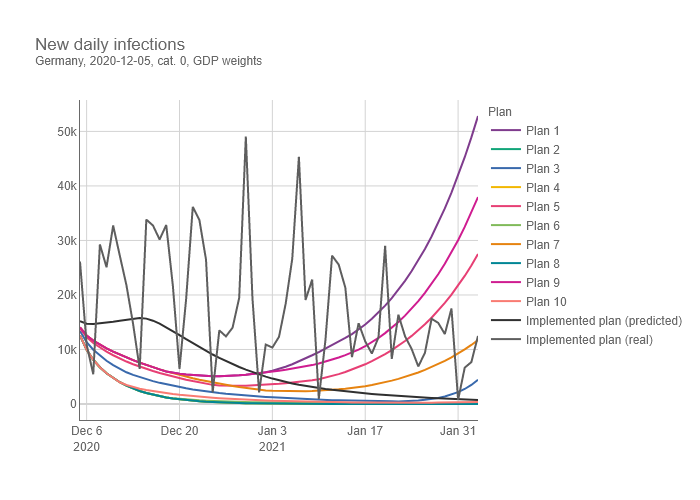 New daily infections
Germany, 2020-12-05, cat. 0, GDP weights
Plan
50k
Plan 1
Plan 2
Plan 3
40k
Plan 4
Plan 5
Plan 6
30k
Plan 7
Plan 8
Plan 9
20k
Plan 10
Implemented plan (predicted)
Implemented plan (real)
10k
0
Dec 6 Dec 20 Jan 3 Jan 17 Jan 31
2020 2021